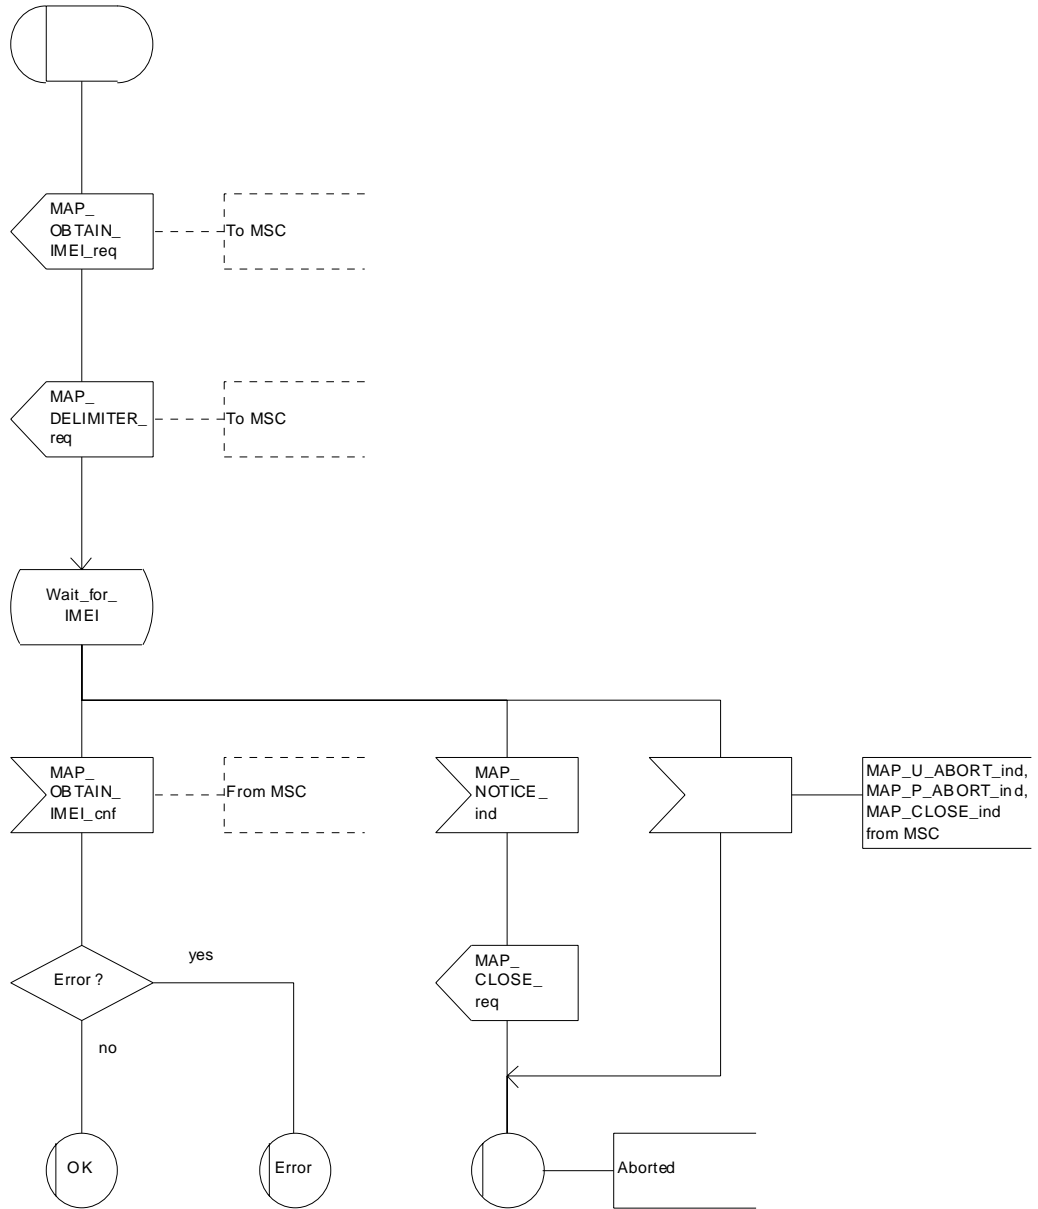 MAP_
OBTAIN_
IMEI_req
To MSC
MAP_
DELIMITER_
req
To MSC
Wait_for_
IMEI
MAP_
OBTAIN_
IMEI_cnf
From MSC
MAP_
NOTICE_
ind
MAP_U_ABORT_ind,
MAP_P_ABORT_ind,
MAP_CLOSE_ind
from MSC
Error ?
yes
no
MAP_
CLOSE_
req
OK
Error
Aborted